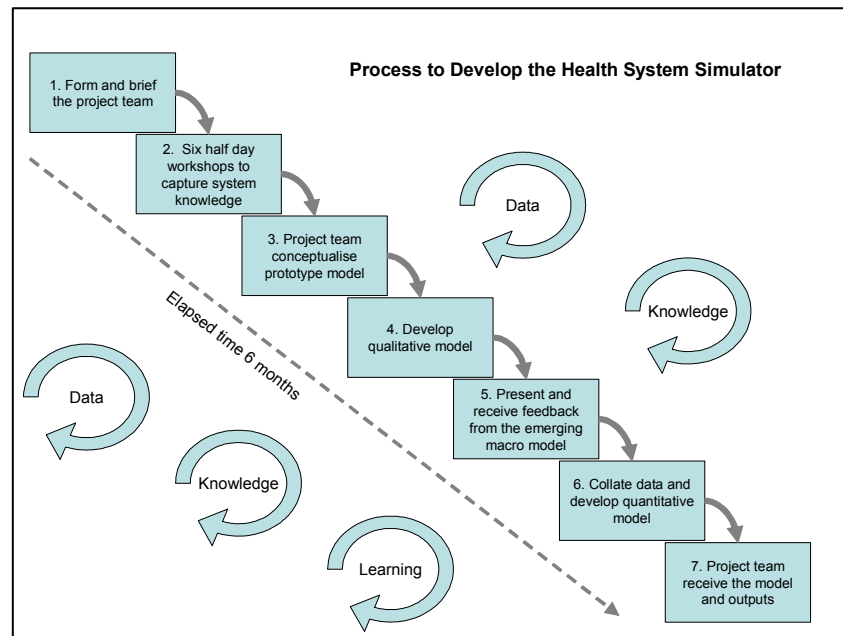 Process to Develop the Health System Simulator
1. Form and brief
the project team
2. Six half day
workshops to
capture system
knowledge
3. Project team
conceptualise
prototype model
4. Develop
qualitative model
5. Present and
receive feedback
from the emerging
macro model
6. Collate data and
develop quantitative
model
7. Project team
receive the model
and outputs
Elapsed time 6 months
Data
Knowledge
Data
Knowledge
Learning